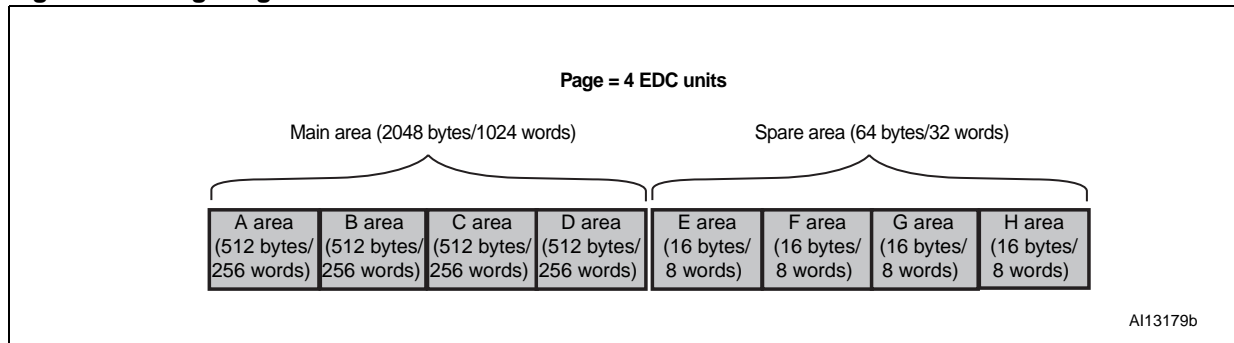 Page = 4 EDC units
Main area (2048 bytes/1024 words)
Spare area (64 bytes/32 words)
A area
(512 bytes/
256 words)
B area
(512 bytes/
256 words)
C area
(512 bytes/
256 words)
D area
(512 bytes/
256 words)
E area
(16 bytes/
8 words)
F area
(16 bytes/
8 words)
G area
(16 bytes/
8 words)
H area
(16 bytes/
8 words)
AI13179b